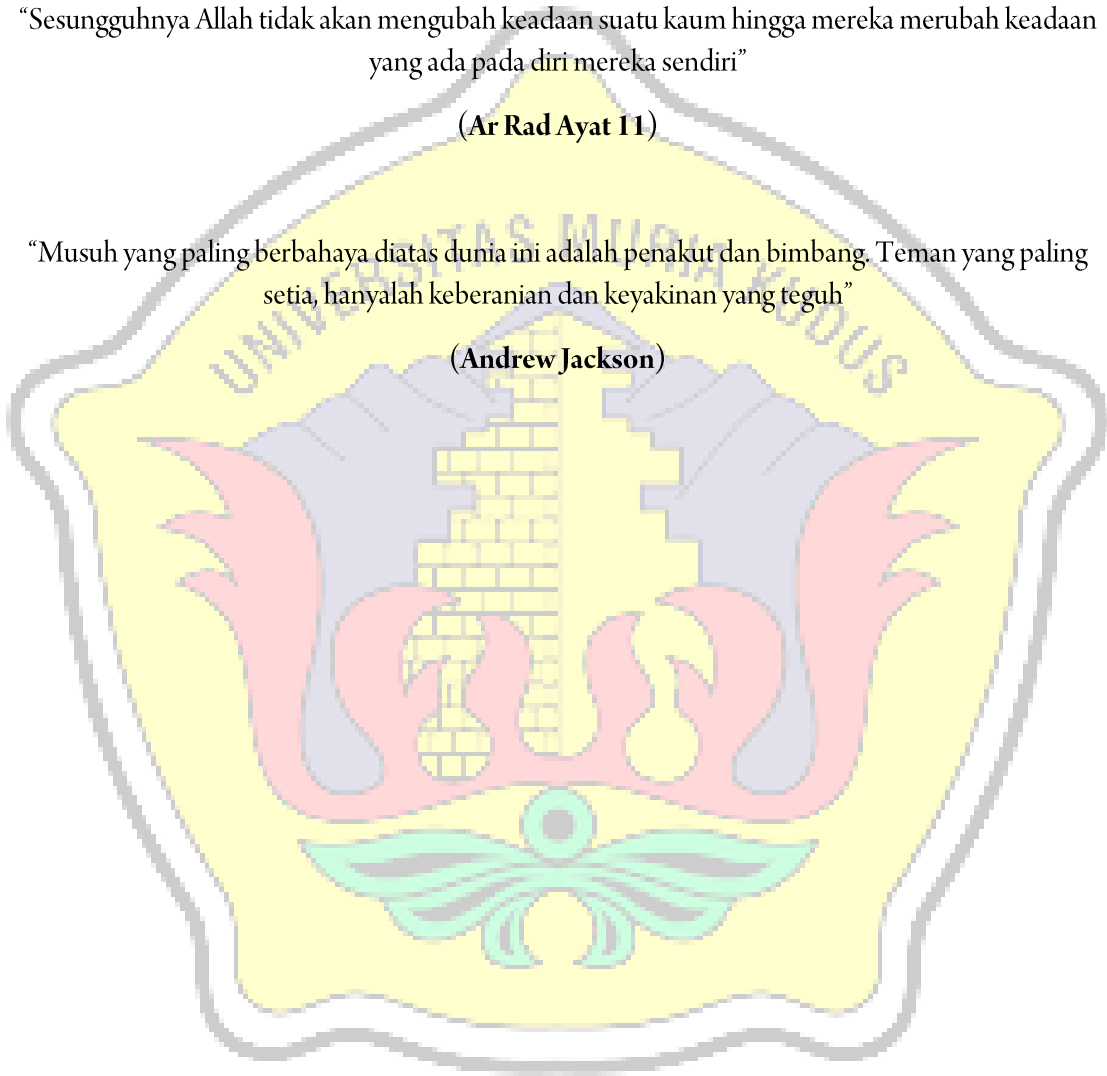 “Sesungguhnya Allah tidak akan mengubah keadaan suatu kaum hingga mereka merubah keadaan
yang ada pada diri mereka sendiri”
(Ar Rad Ayat 11)
“Musuh yang paling berbahaya diatas dunia ini adalah penakut dan bimbang. Teman yang paling
setia, hanyalah keberanian dan keyakinan yang teguh”
(Andrew Jackson)
UNIVERSITAS MURIA KUDUS